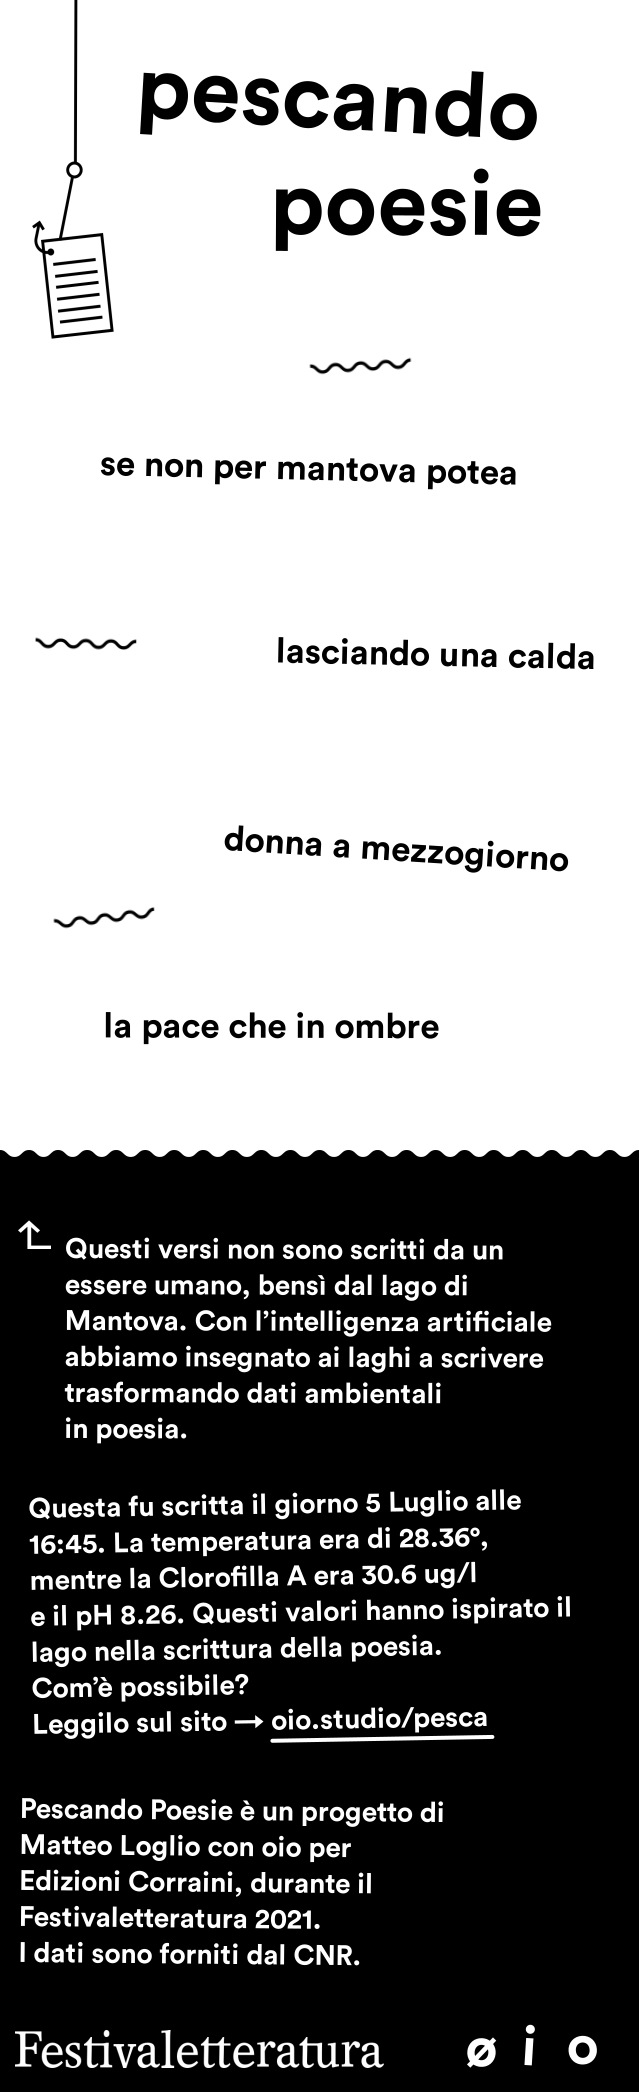 pescando
poesie
se non per mantova potea
lasciando una calda
donna a mezzogiorno
la pace che in ombre
Questi versi non sono scritti da un
essere umano, bensì dal lago di
Mantova. Con l’intelligenza artificiale
abbiamo insegnato ai laghi a scrivere
trasformando dati ambientali
in poesia.
Questa fu scritta il giorno 5 Luglio alle
16:45. La temperatura era di 28.36°,
mentre la Clorofilla A era 30.6 ug/l
e il pH 8.26. Questi valori hanno ispirato il
lago nella scrittura della poesia.
Com’è possibile?
Leggilo sul sito → oio.studio/pesca
Pescando Poesie è un progetto di
Matteo Loglio con oio per
Edizioni Corraini, durante il
Festivaletteratura 2021.
I dati sono forniti dal CNR.
Festivaletteratura ø i o